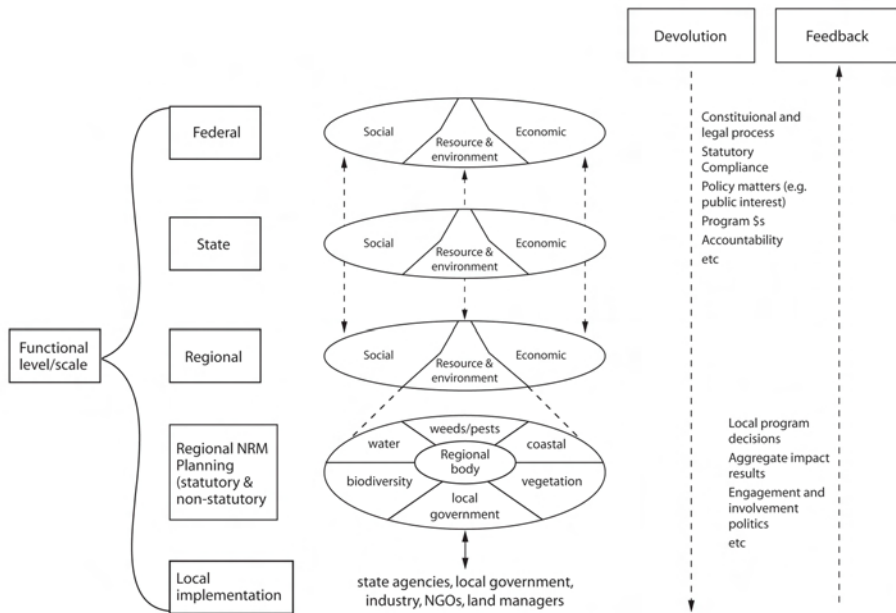 Devolution
Feedback
Federal
Social
Resource &
environment
Economic
Constituional and
legal process
Statutory
Compliance
Policy matters (e.g.
public interest)
Program $s
Accountability
etc
State
Social
Resource &
environment
Economic
Functional
level/scale
Regional
Social
Resource &
environment
Economic
Regional NRM
Planning
(statutory &
non-statutory
weeds/pests
water
coastal
Regional
body
biodiversity
vegetation
local
government
Local program
decisions
Aggregate impact
results
Engagement and
involvement
politics
etc
Local
implementation
state agencies, local government,
industry, NGOs, land managers